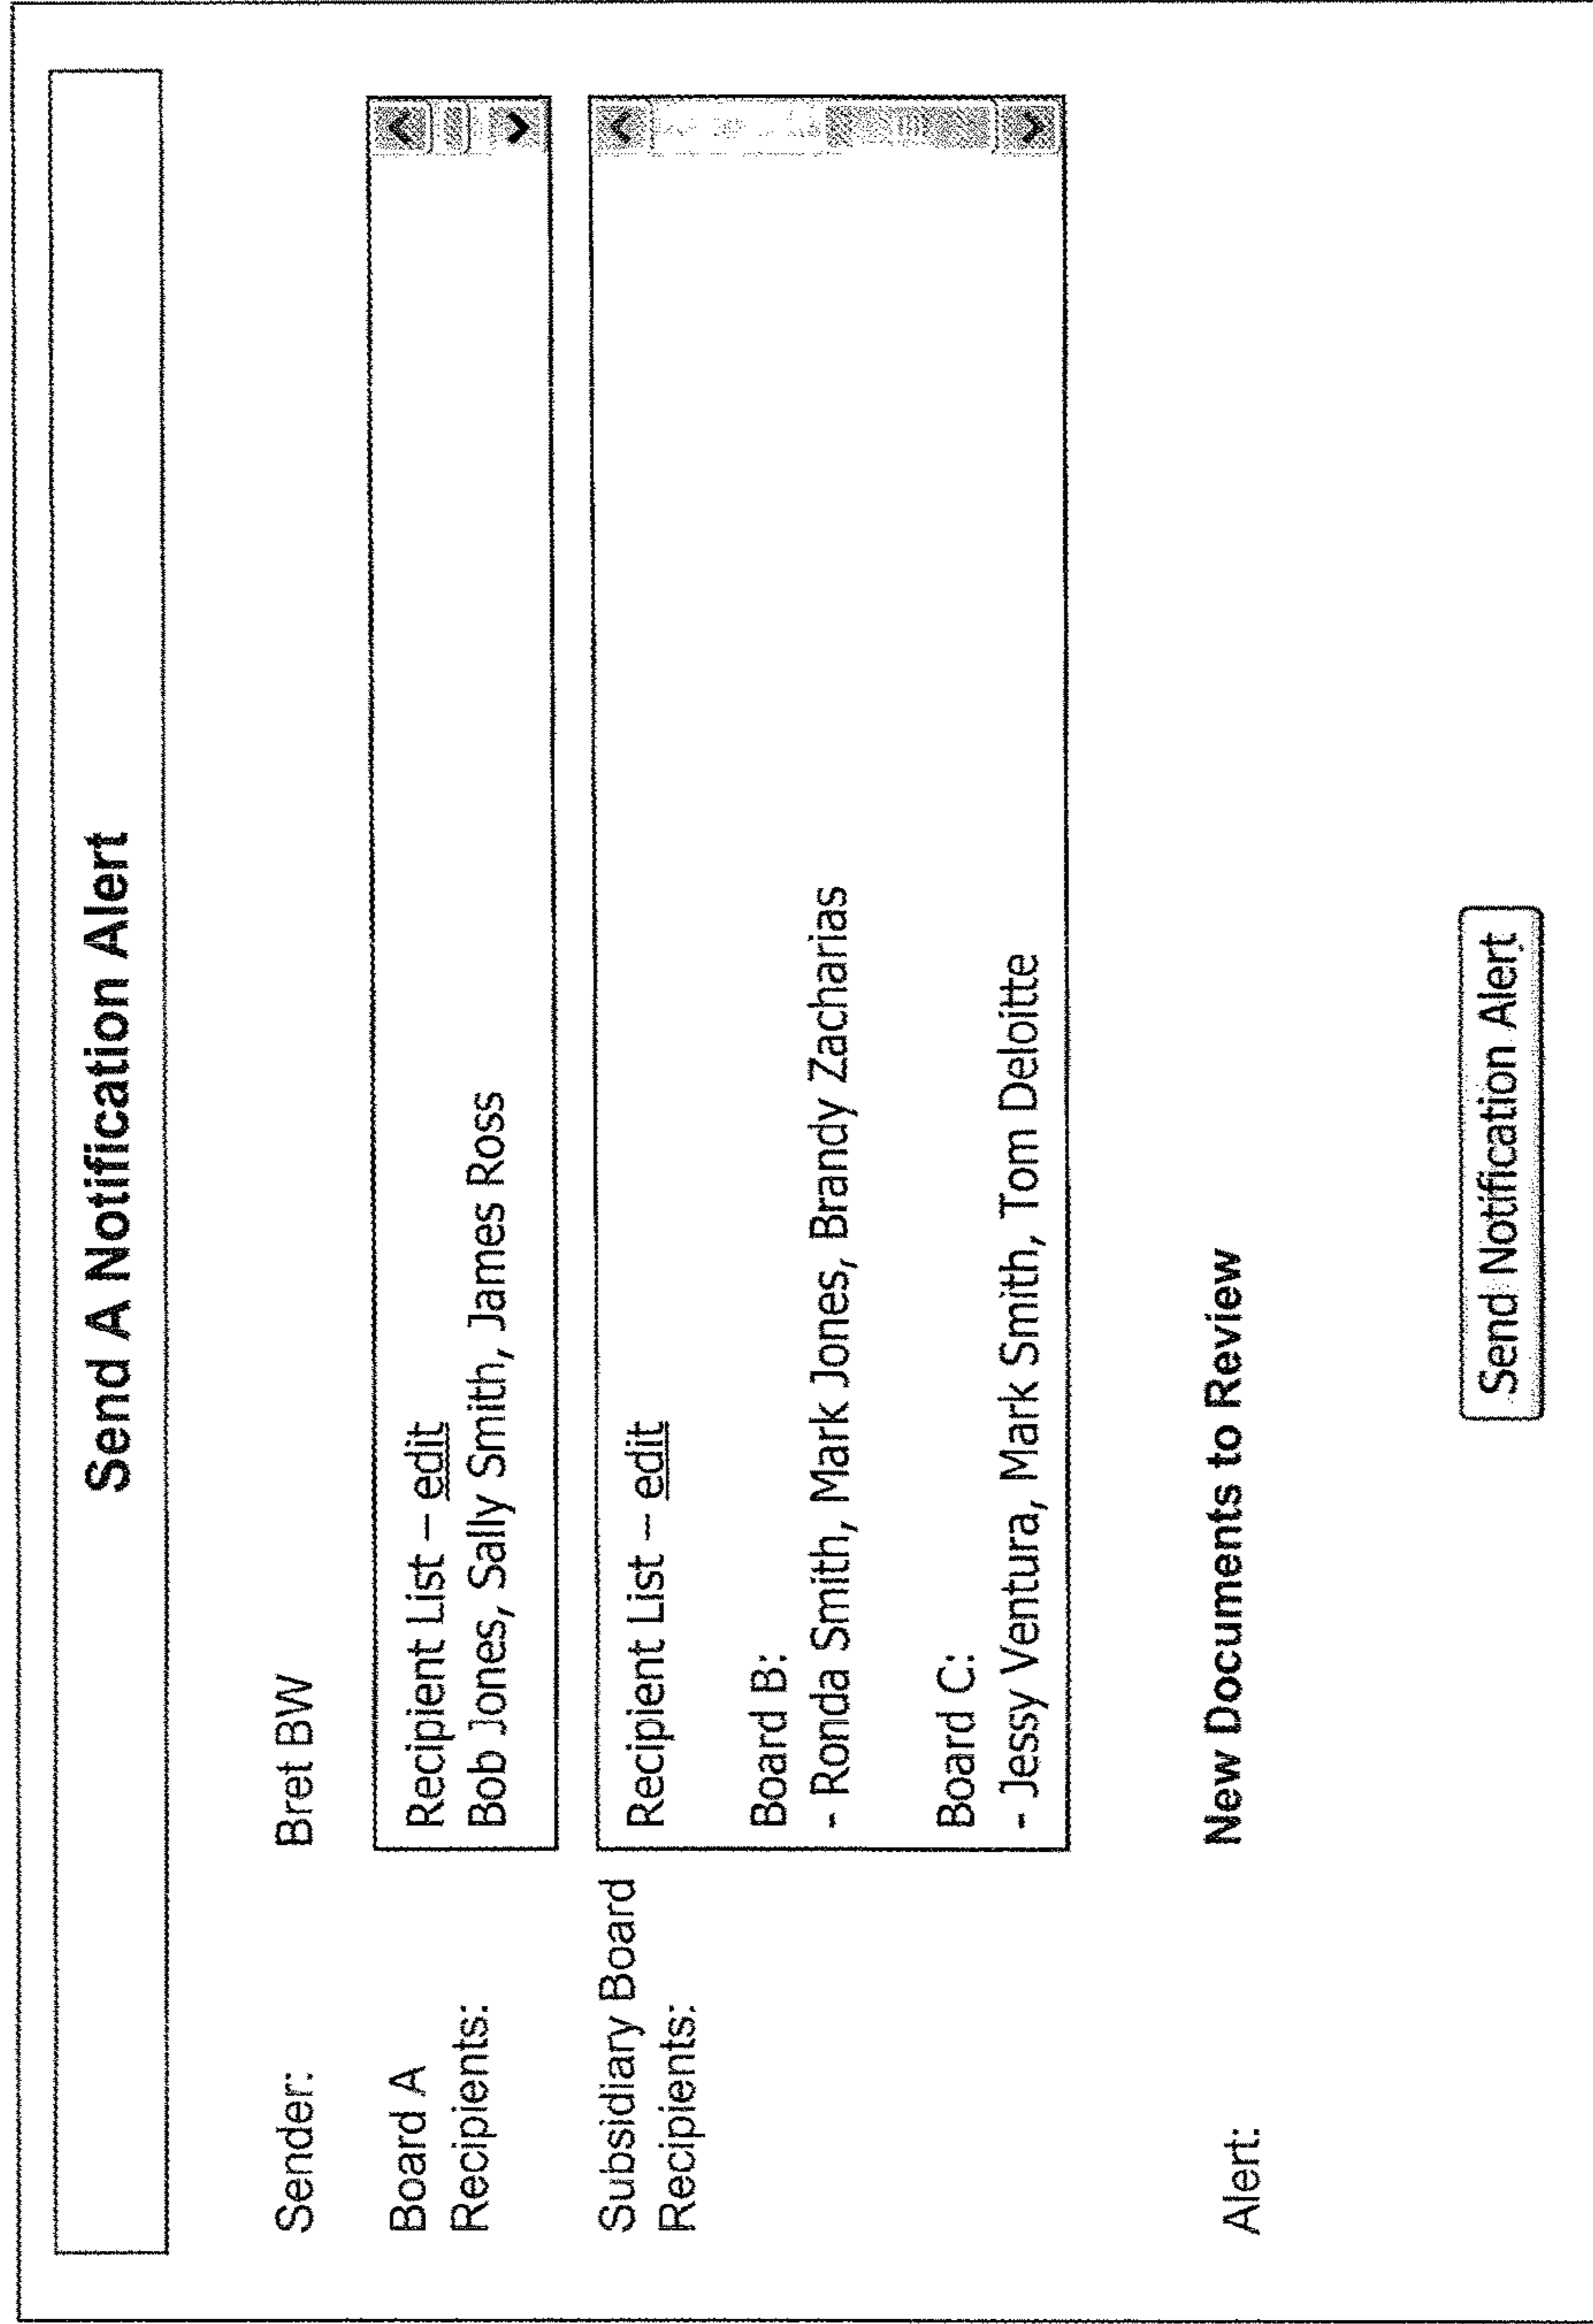 Send A Notification Alert
Sender:
Bret BW
Board A
Recipients:
Recipient List – edit
Bob Jones, Sally Smith, James Ross
Subsidiary Board
Recipients:
Recipient List – edit
Board B:
- Ronda Smith, Mark Jones, Brandy Zacharias
Board C:
- Jessy Ventura, Mark Smith, Tom Deloitte
Alert:
New Documents to Review
Send Notification Alert